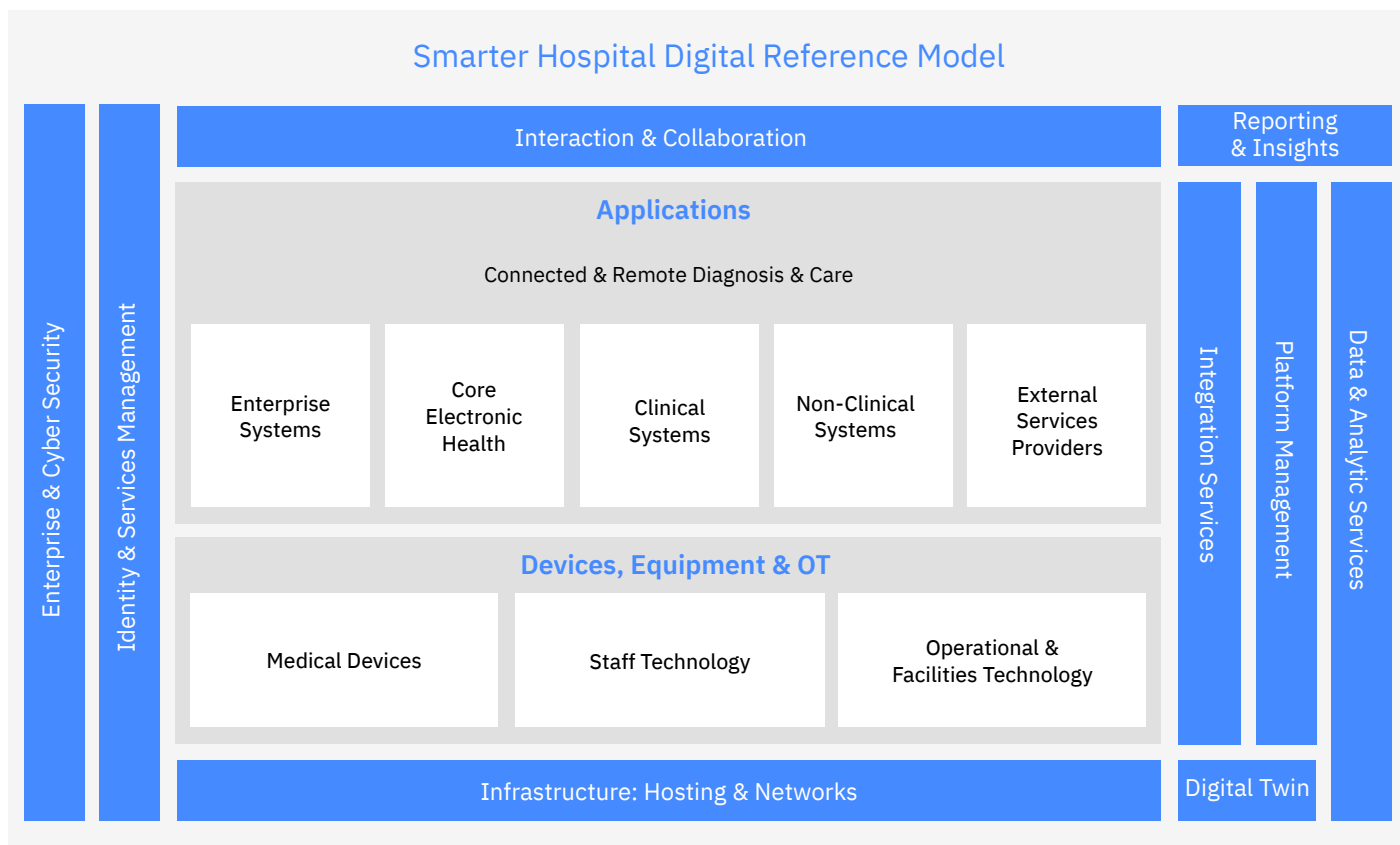 Smarter Hospital Digital Reference Model
Enterprise & Cyber Security
Identity & Services Management
Interaction & Collaboration
Applications
Connected & Remote Diagnosis & Care
Enterprise
Systems
Core
Electronic
Health
Clinical
Systems
Non-Clinical
Systems
External
Services
Providers
Devices, Equipment & OT
Medical Devices
Staff Technology
Operational &
Facilities Technology
Infrastructure: Hosting & Networks
Reporting
& Insights
Integration Services
Platform Management
Data & Analytic Services
Digital Twin